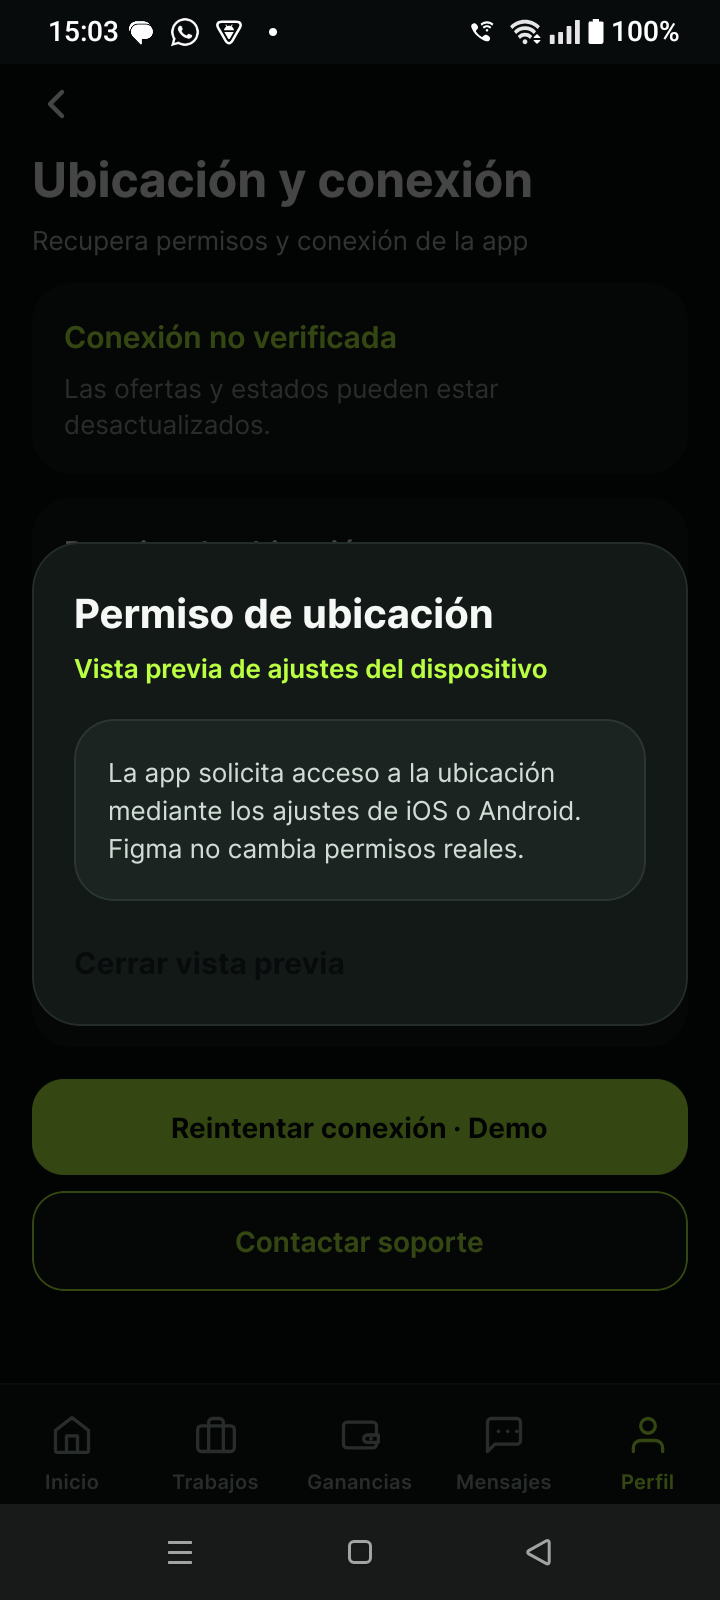 15:03
100%
Ubicación y conexión
Recupera permisos y conexión de la app
Conexión no verificada
Las ofertas y estados pueden estar
desactualizados.
Permiso de ubicación
Vista previa de ajustes del dispositivo
La app solicita acceso a la ubicación
mediante los ajustes de iOS o Android.
Figma no cambia permisos reales.
Cerrar vista previa
Reintentar conexión · Demo
Contactar soporte
Inicio
Trabajos
Ganancias
Mensajes
Perfil